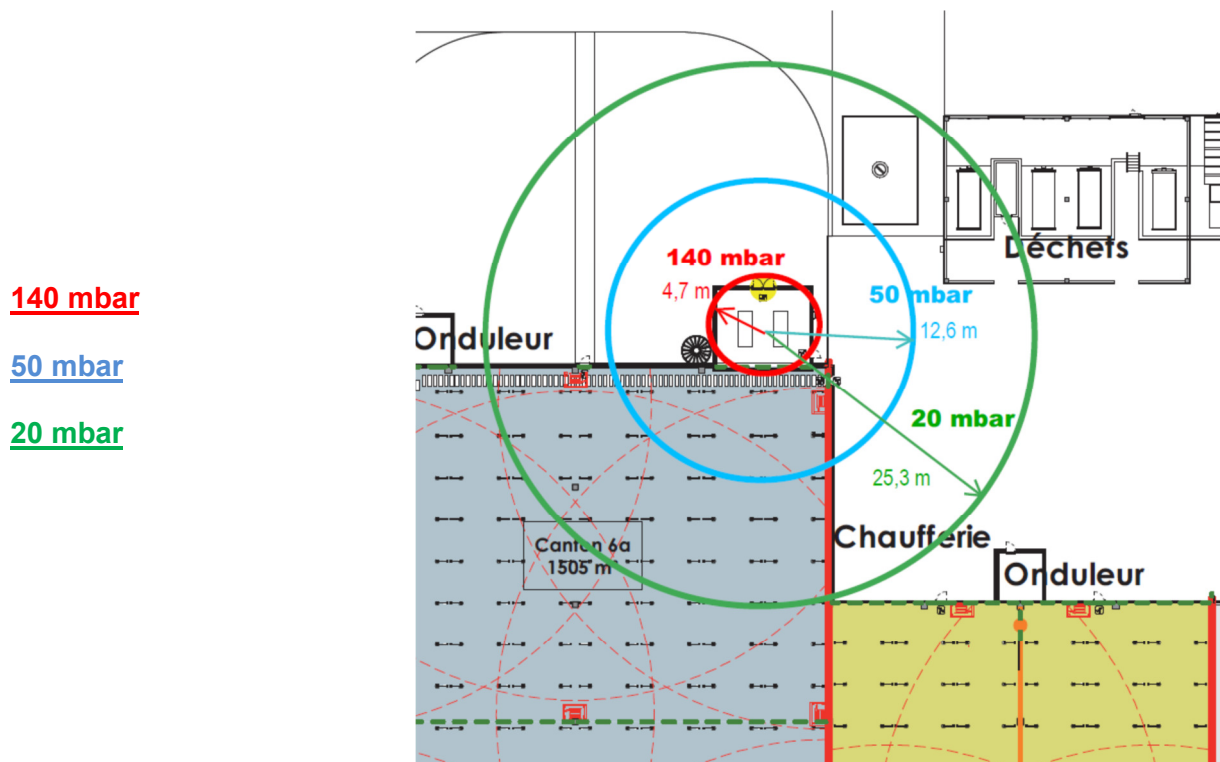 140 mbar
50 mbar
20 mbar
Déchets
140 mbar
4,7 m
50 mbar
12,6 m
Onduleur
20 mbar
25,3 m
Chaufferie
Canton 6a
1505 m
Onduleur